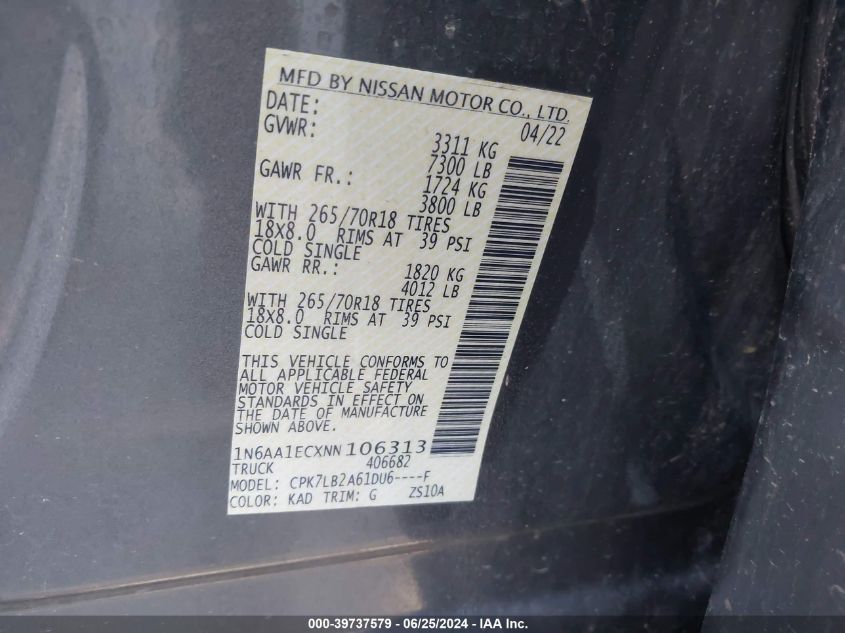 MFD BY NISSAN MOTOR CO., LTD.
DATE: 04/22
GVWR: 3311 KG
7300 LB
GAWR FR.: 1724 KG
3800 LB
WITH 265/70R18 TIRES
18X8.0 RIMS AT 39 PSI
COLD SINGLE
GAWR RR.: 1820 KG
4012 LB
WITH 265/70R18 TIRES
18X8.0 RIMS AT 39 PSI
COLD SINGLE
THIS VEHICLE CONFORMS TO
ALL APPLICABLE FEDERAL
MOTOR VEHICLE SAFETY
STANDARDS IN EFFECT ON
THE DATE OF MANUFACTURE
SHOWN ABOVE.
1N6AA1ECXNN106313
TRUCK 406682
MODEL: CPK7LB2A61DU6----F
COLOR: KAD TRIM: G ZS10A
000-39737579 - 06/25/2024 - IAA Inc.